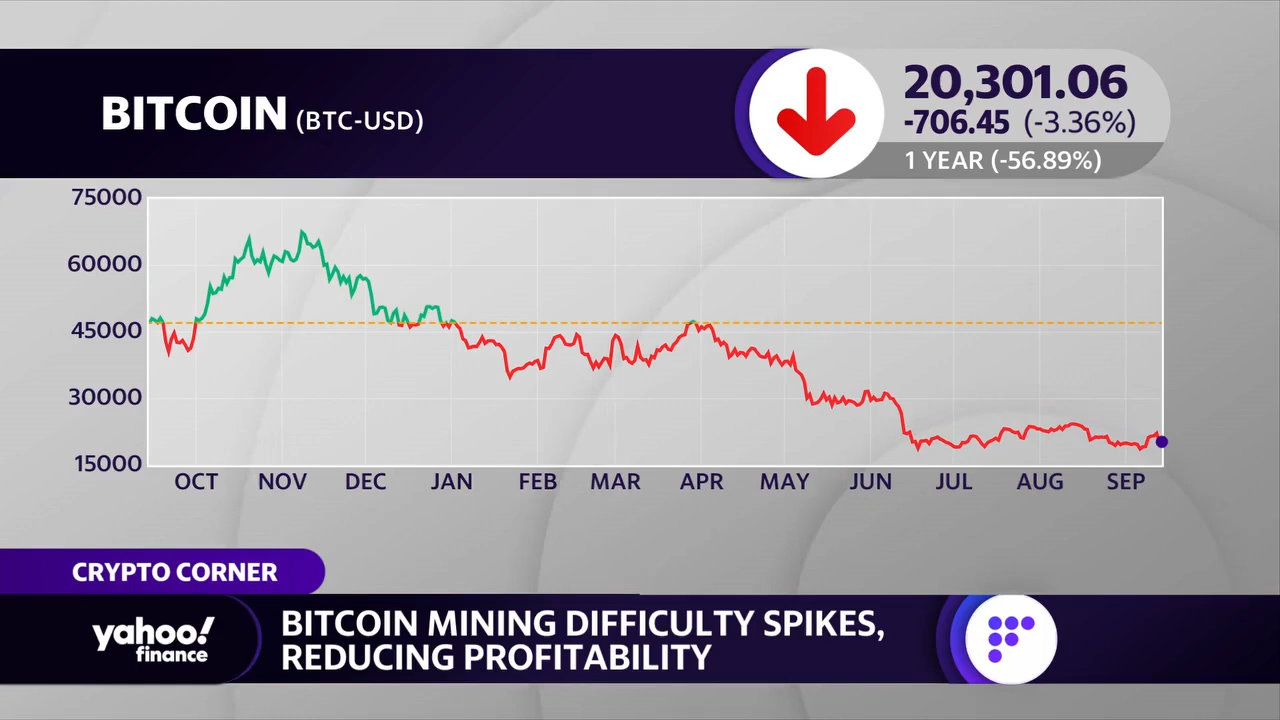 BITCOIN (BTC-USD)
20,301.06
-706.45 (-3.36%)
1 YEAR (-56.89%)
75000
60000
45000
30000
15000
OCT NOV DEC JAN FEB MAR APR MAY JUN JUL AUG SEP
CRYPTO CORNER
yahoo!
finance
BITCOIN MINING DIFFICULTY SPIKES,
REDUCING PROFITABILITY